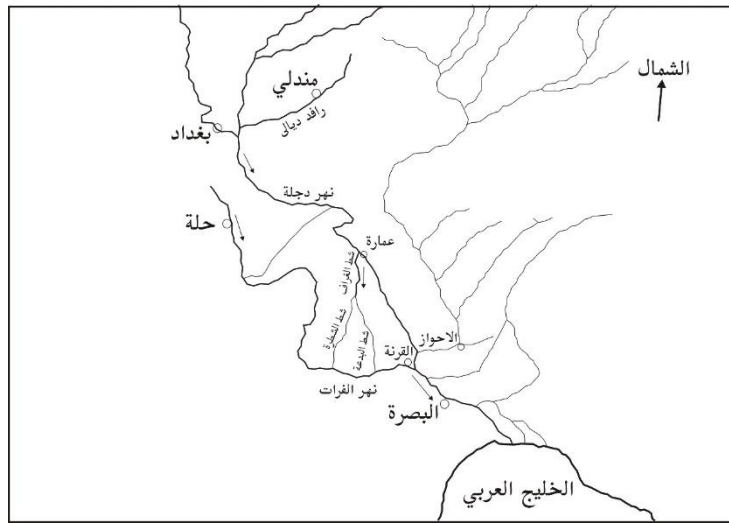 الشمال
مندلي
رافد ديالى
بغداد
نهر دجلة
حلة
عمارة
شط الغراف
شط الشطرة
شط البدعة
الاحواز
القرنة
نهر الفرات
البصرة
الخليج العربي